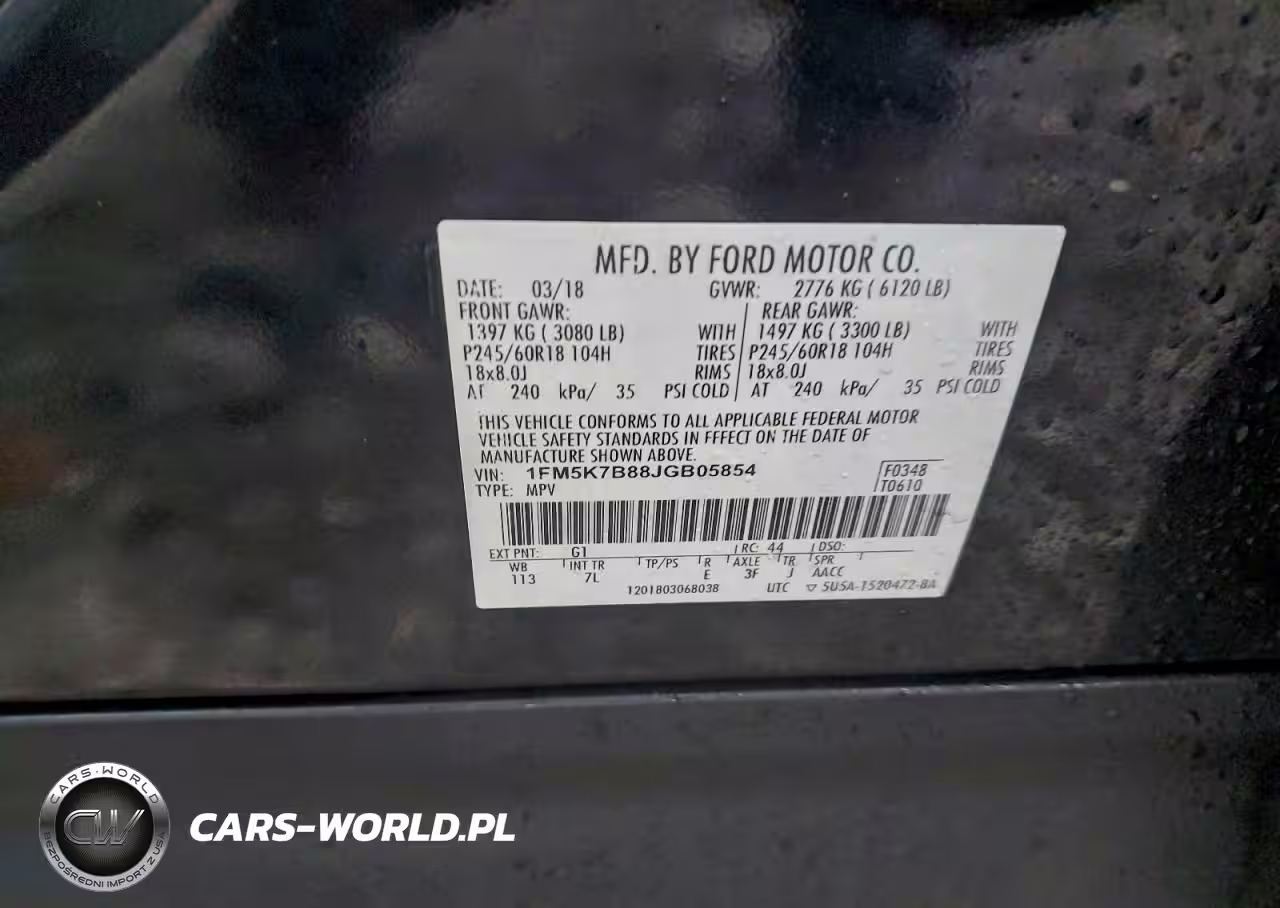 MFD. BY FORD MOTOR CO.
DATE: 03/18 GVWR: 2776 KG ( 6120 LB)
FRONT GAWR: REAR GAWR:
1397 KG ( 3080 LB) WITH 1497 KG ( 3300 LB) WITH
P245/60R18 104H TIRES P245/60R18 104H TIRES
18x8.0J RIMS 18x8.0J RIMS
AT 240 kPa/ 35 PSI COLD AT 240 kPa/ 35 PSI COLD
THIS VEHICLE CONFORMS TO ALL APPLICABLE FEDERAL MOTOR
VEHICLE SAFETY STANDARDS IN EFFECT ON THE DATE OF
MANUFACTURE SHOWN ABOVE.
VIN: 1FM5K7B88JGB05854 F0348
TYPE: MPV T0610
EXT PNT: G1 RC: 44 DSO:
WB INT TR TP/PS R AXLE TR SPR
113 7L E 3F J AACC
1201803068038 UTC ▽ 5U5A-1520472-BA
CARS-WORLD
CW
BEZPOŚREDNI IMPORT Z USA
CARS-WORLD.PL